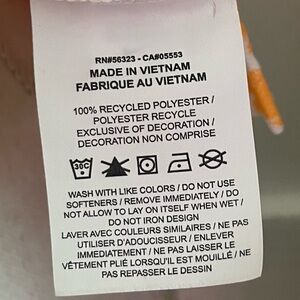 RN#56323 - CA#05553
MADE IN VIETNAM
FABRIQUE AU VIETNAM
100% RECYCLED POLYESTER /
POLYESTER RECYCLE
EXCLUSIVE OF DECORATION /
DECORATION NON COMPRISE
30C
WASH WITH LIKE COLORS / DO NOT USE
SOFTENERS / REMOVE IMMEDIATELY / DO
NOT ALLOW TO LAY ON ITSELF WHEN WET /
DO NOT IRON DESIGN
LAVER AVEC COULEURS SIMILAIRES / NE PAS
UTILISER D'ADOUCISSEUR / ENLEVER
IMMEDIATEMENT / NE PAS LAISSER LE
VÊTEMENT PLIÉ LORSQU'IL EST MOUILLÉ / NE
PAS REPASSER LE DESSIN